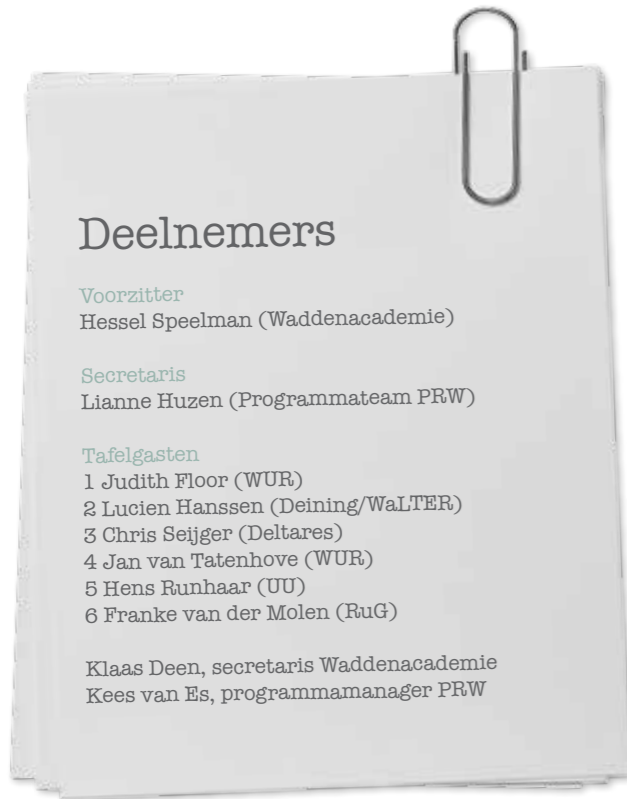 Deelnemers
Voorzitter
Hessel Speelman (Waddenacademie)
Secretaris
Lianne Huzen (Programmateam PRW)
Tafelgasten
1 Judith Floor (WUR)
2 Lucien Hanssen (Deining/WaLTER)
3 Chris Seijger (Deltares)
4 Jan van Tatenhove (WUR)
5 Hens Runhaar (UU)
6 Franke van der Molen (RuG)
Klaas Deen, secretaris Waddenacademie
Kees van Es, programmamanager PRW